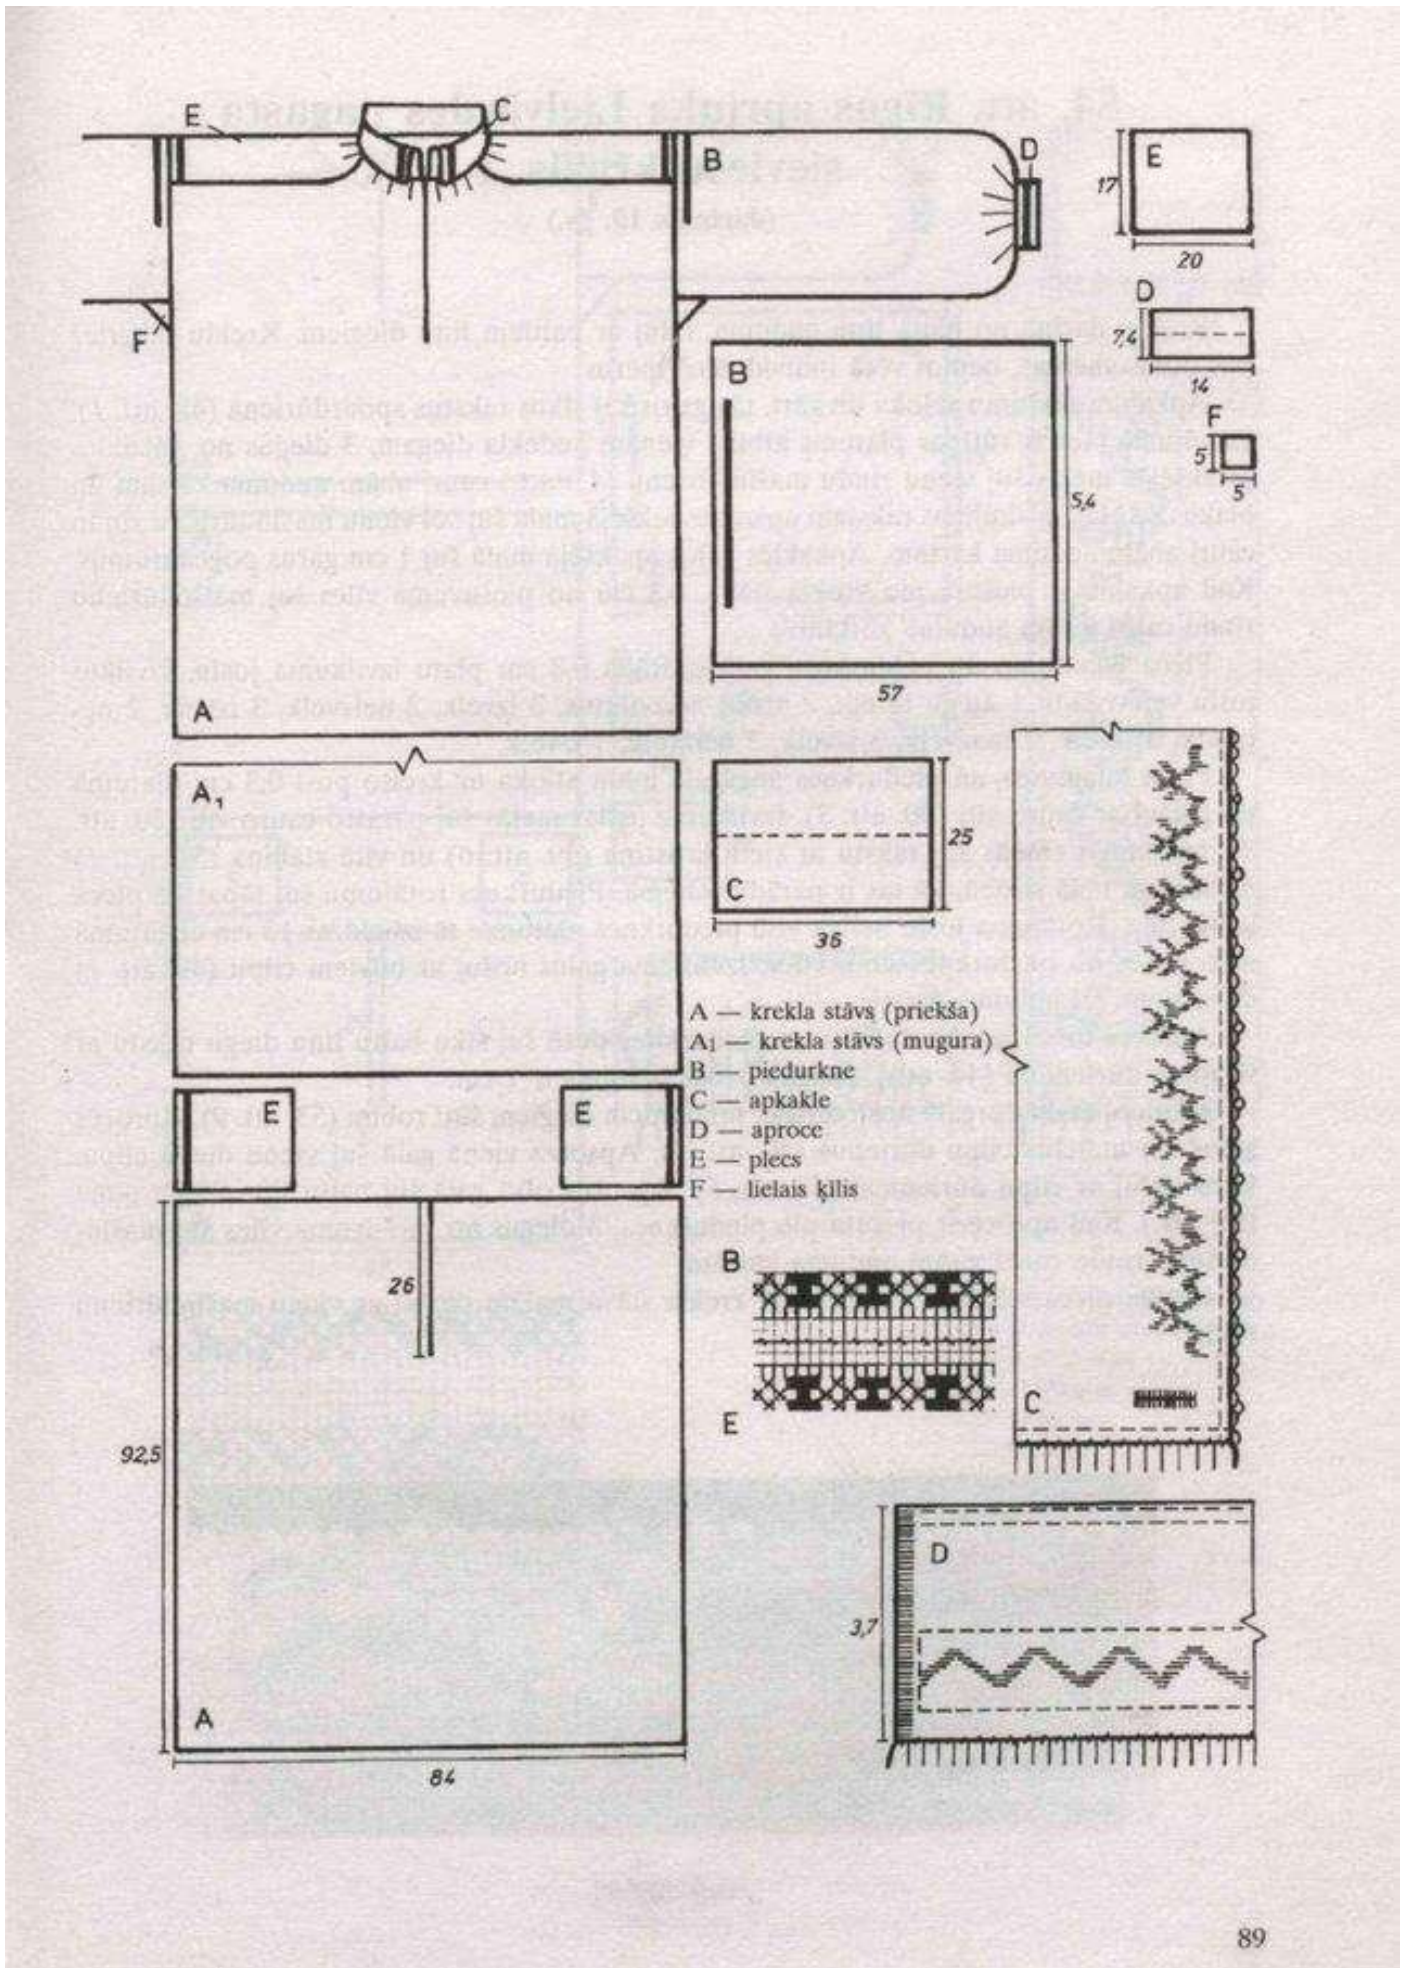 E
C
B
D
E
17
20
D
7,4
14
F
5
5
F
B
5,4
57
A
A1
C
25
36
A — krekla stāvs (priekša)
A1 — krekla stāvs (mugura)
B — piedurkne
C — apkakle
D — aproce
E — plecs
F — lielais ķīlis
E
E
26
92,5
A
84
B
E
C
D
3,7
89